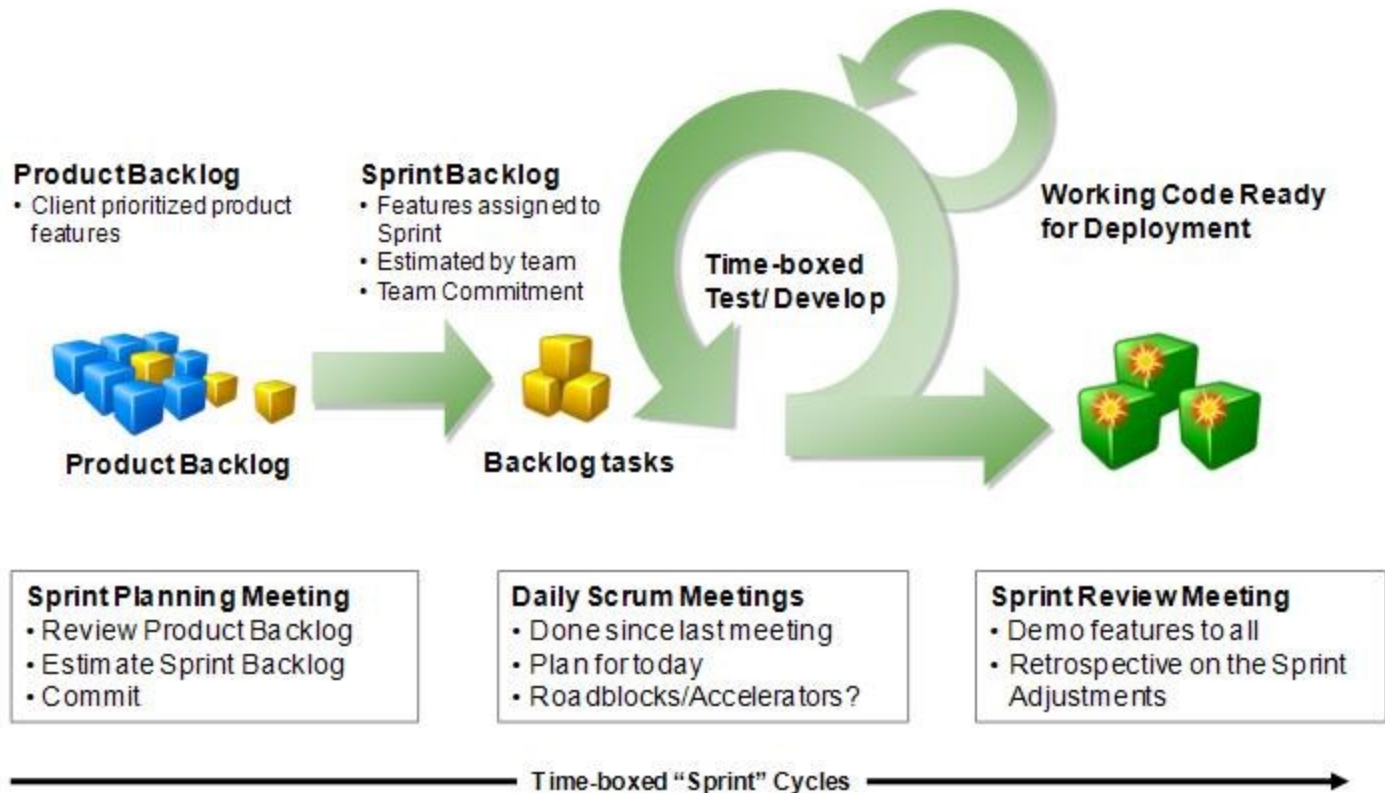 Product Backlog
• Client prioritized product
features
Sprint Backlog
• Features assigned to
Sprint
• Estimated by team
• Team Commitment
Time-boxed
Test/ Develop
Working Code Ready
for Deployment
Product Backlog
Backlog tasks
Sprint Planning Meeting
• Review Product Backlog
• Estimate Sprint Backlog
• Commit
Daily Scrum Meetings
• Done since last meeting
• Plan for today
• Roadblocks/Accelerators?
Sprint Review Meeting
• Demo features to all
• Retrospective on the Sprint
Adjustments
Time-boxed “Sprint” Cycles